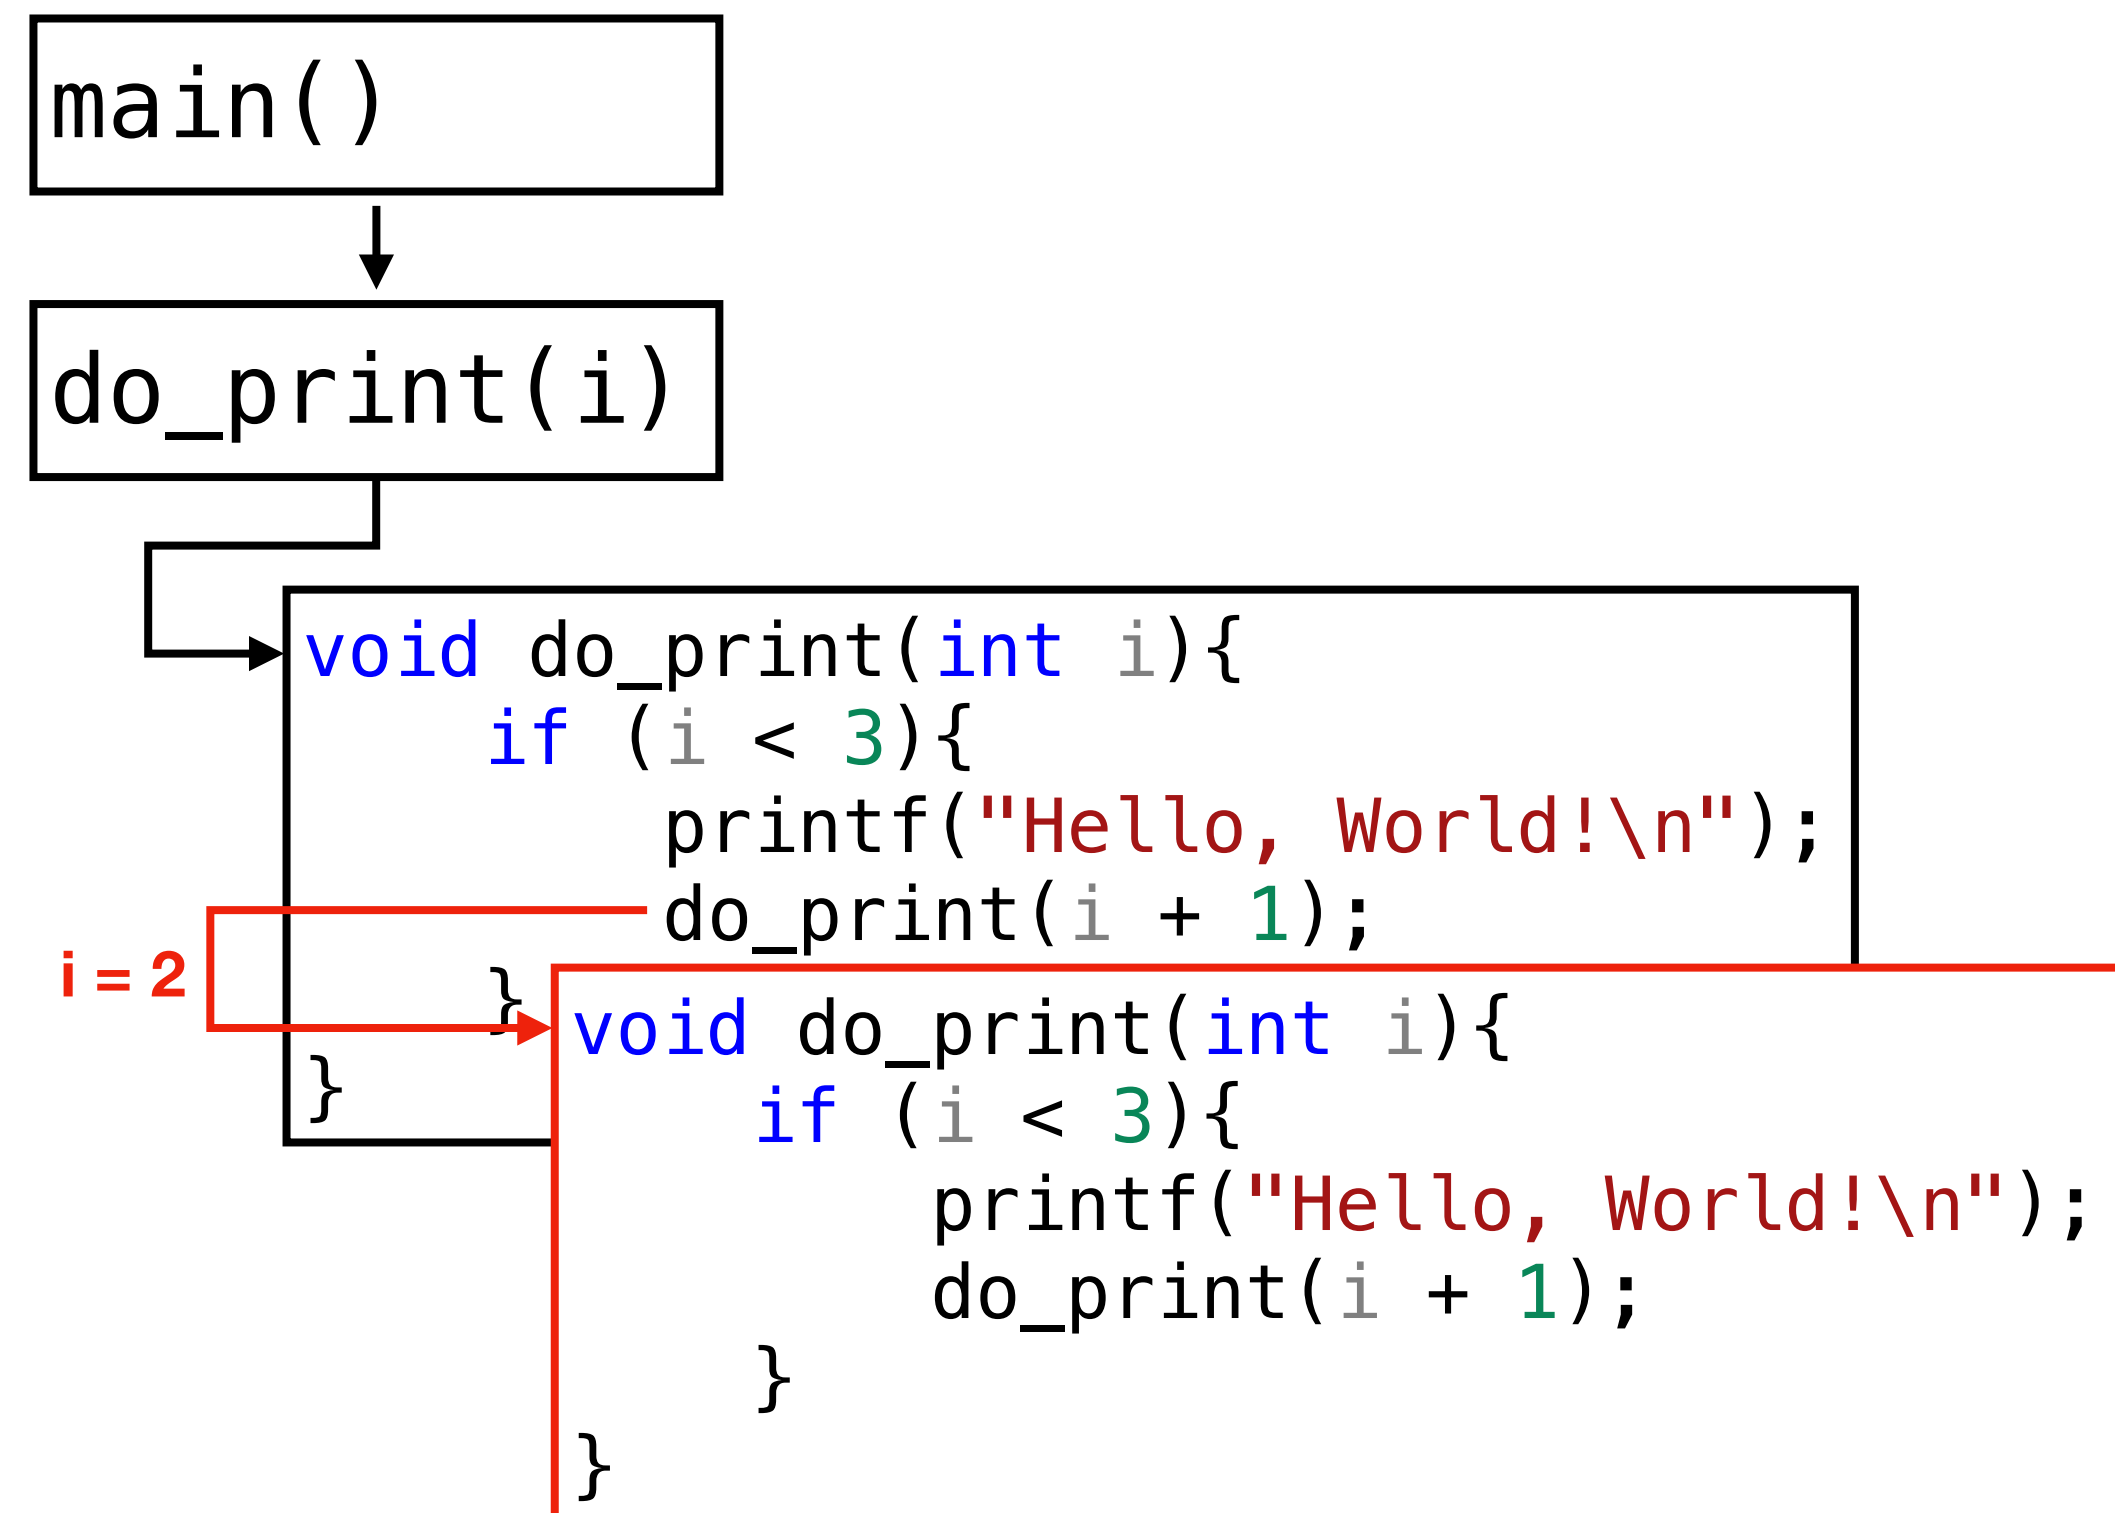 main()
do_print(i)
void do_print(int i){
if (i < 3){
printf("Hello, World!\n");
do_print(i + 1);
i = 2
}
}
void do_print(int i){
if (i < 3){
printf("Hello, World!\n");
do_print(i + 1);
}
}